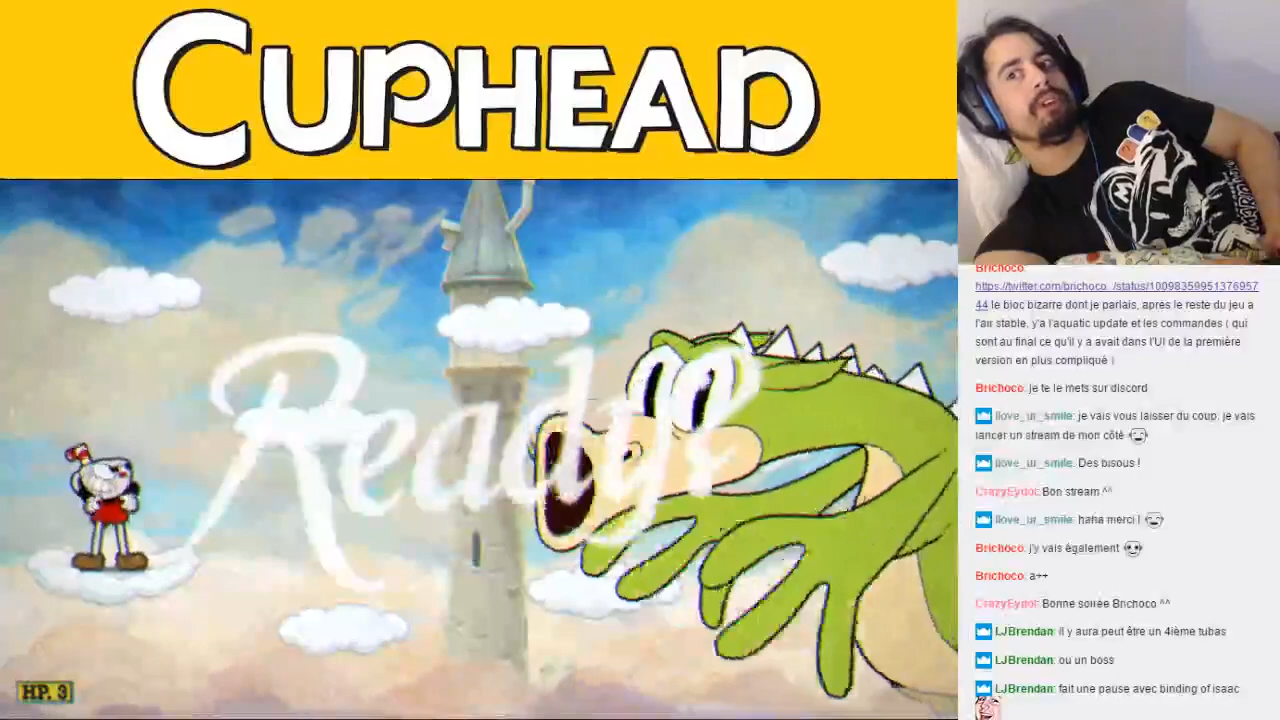 CUPHEAD
Ready?
HP. 3
Brichoco:
https://twitter.com/brichoco_/status/10098359951376957
44 le bloc bizarre dont je parlais, après le reste du jeu a
l'air stable, y'a l'aquatic update et les commandes ( qui
sont au final ce qu'il y a avait dans l'UI de la première
version en plus compliqué )
Brichoco: je te le mets sur discord
ilove_ur_smile: je vais vous laisser du coup, je vais
lancer un stream de mon côté
ilove_ur_smile: Des bisous !
CrazyEydol: Bon stream ^^
ilove_ur_smile: haha merci !
Brichoco: j'y vais également
Brichoco: a++
CrazyEydol: Bonne soirée Brichoco ^^
LJBrendan: il y aura peut être un 4ième tubas
LJBrendan: ou un boss
LJBrendan: fait une pause avec binding of isaac